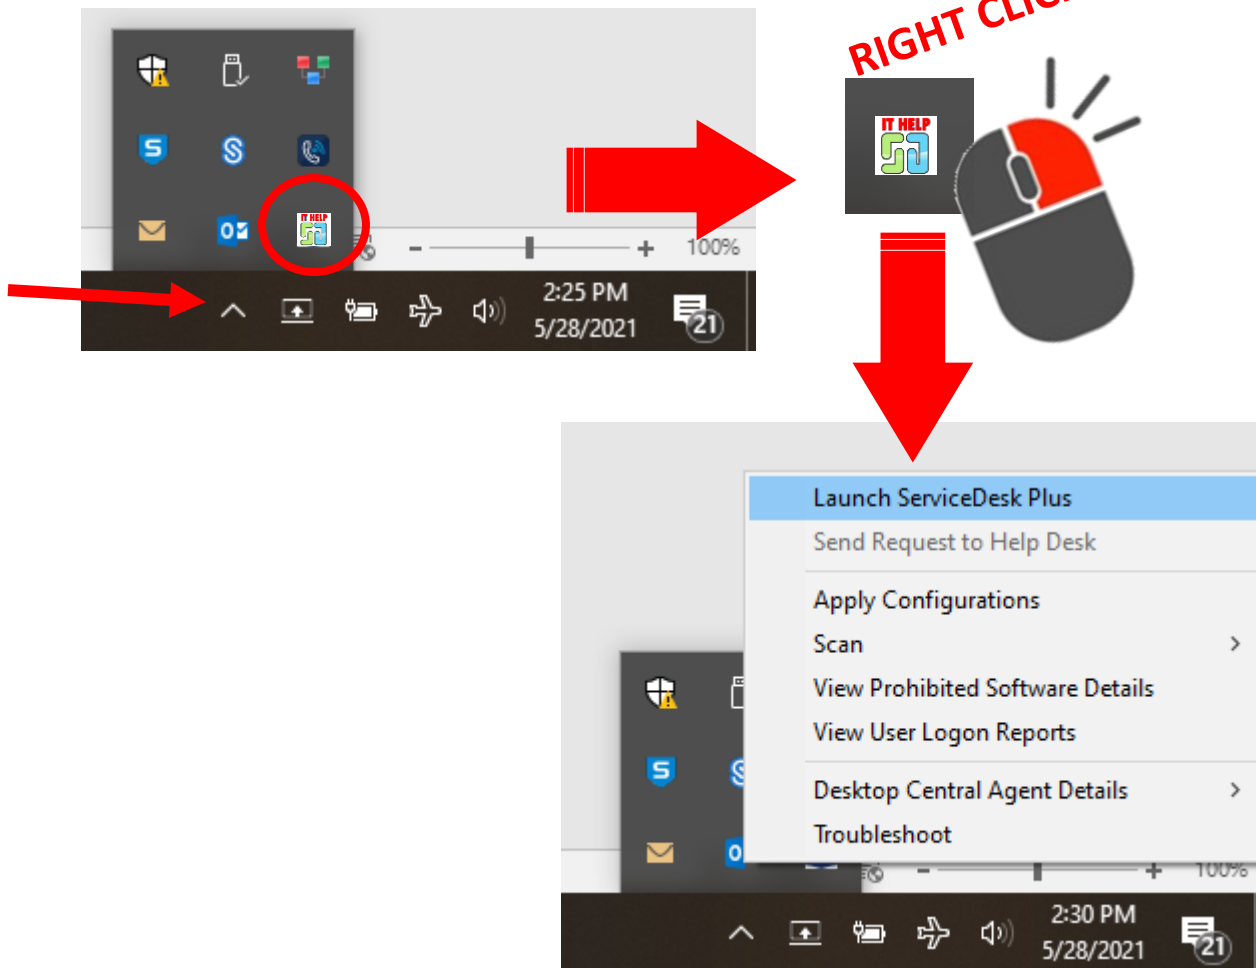 RIGHT CLICK
IT HELP
IT HELP
100%
2:25 PM
5/28/2021
21
Launch ServiceDesk Plus
Send Request to Help Desk
Apply Configurations
Scan
View Prohibited Software Details
View User Logon Reports
Desktop Central Agent Details
Troubleshoot
100%
2:30 PM
5/28/2021
21